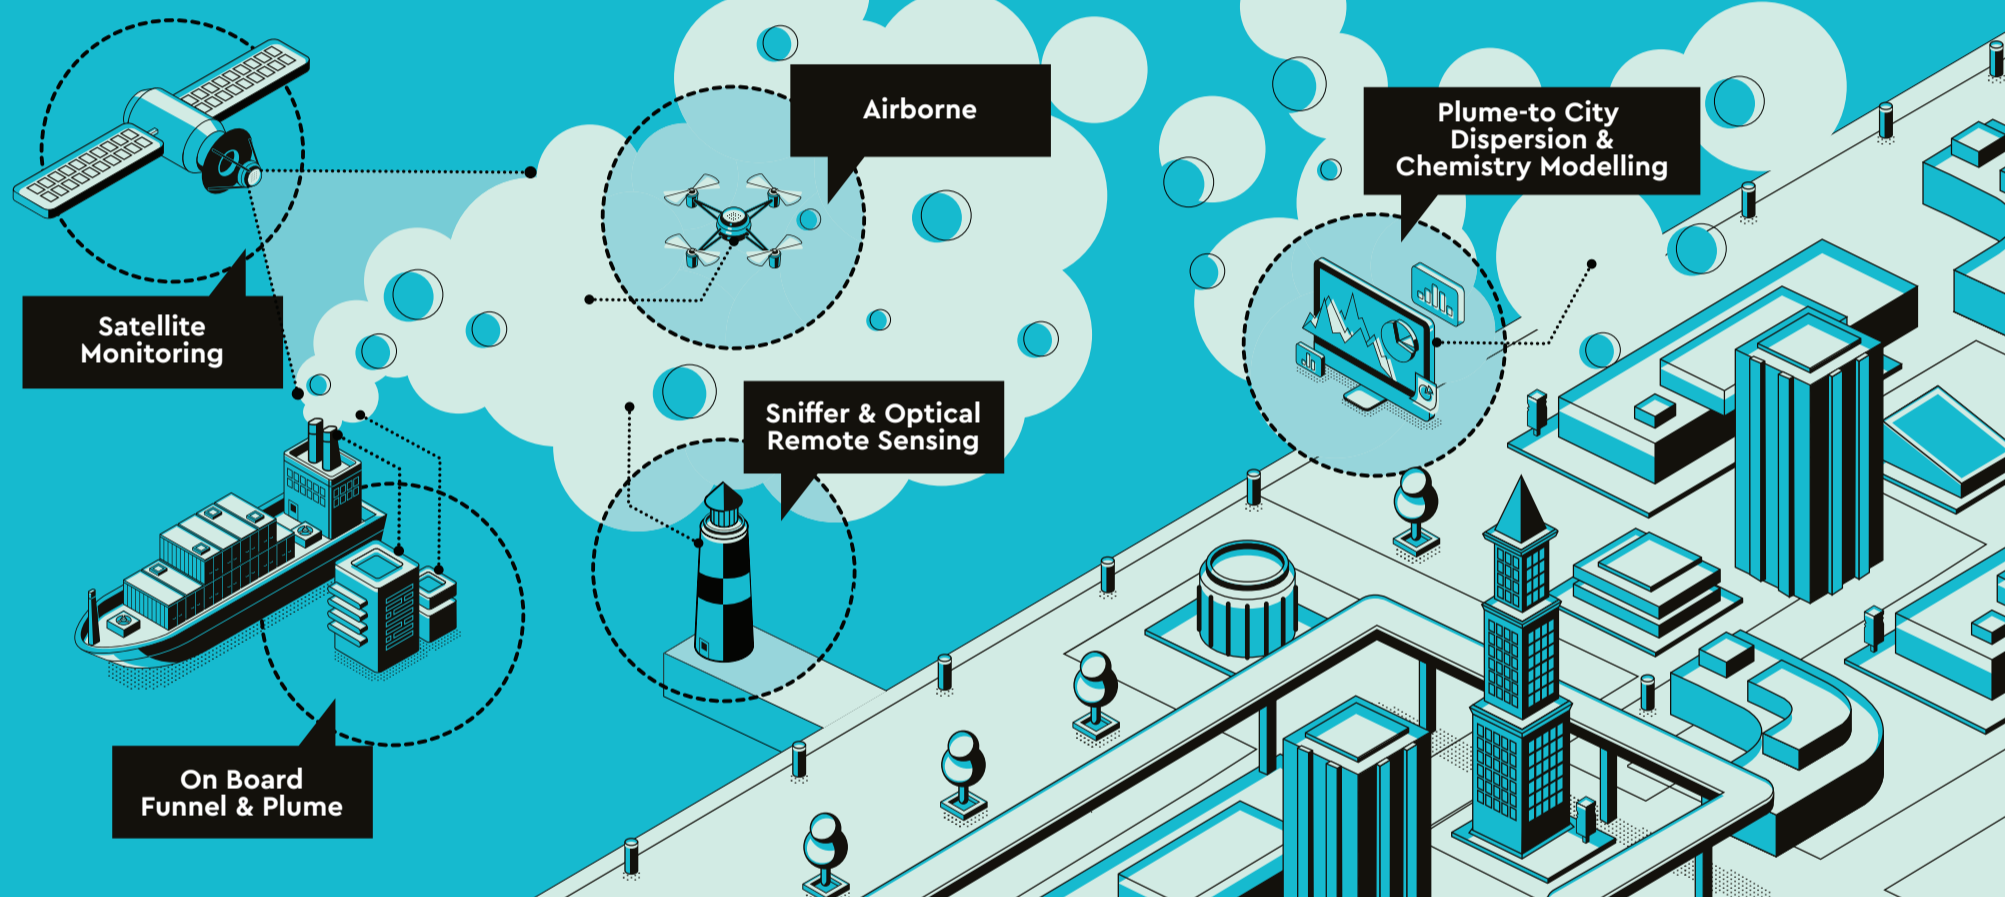 Airborne
Plume-to City
Dispersion &
Chemistry Modelling
Satellite
Monitoring
Sniffer & Optical
Remote Sensing
On Board
Funnel & Plume